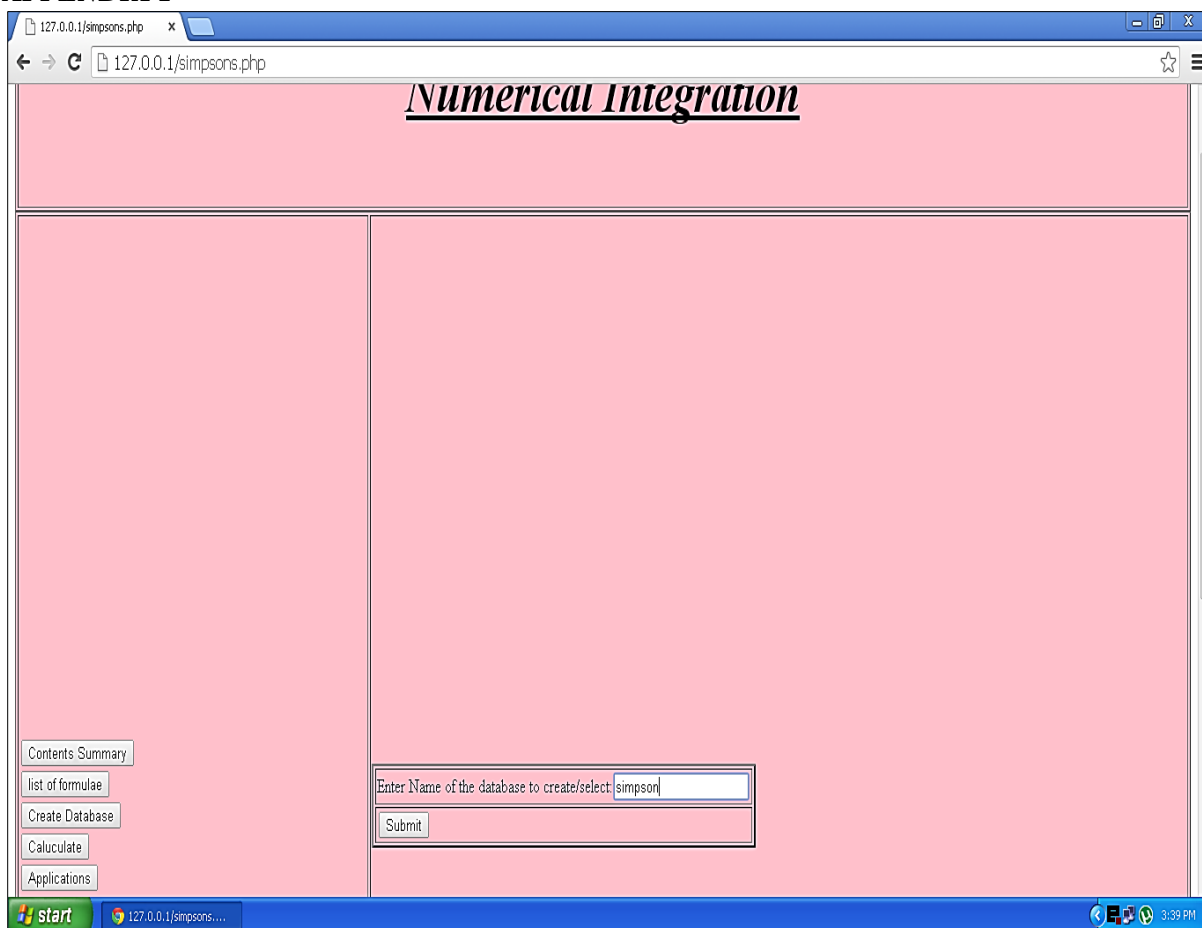 127.0.0.1/simpsons.php
127.0.0.1/simpsons.php
Numerical Integration
Contents Summary
list of formulae
Create Database
Caluculate
Applications
Enter Name of the database to create/select: simpson
Submit
start
127.0.0.1/simpsons....
3:39 PM